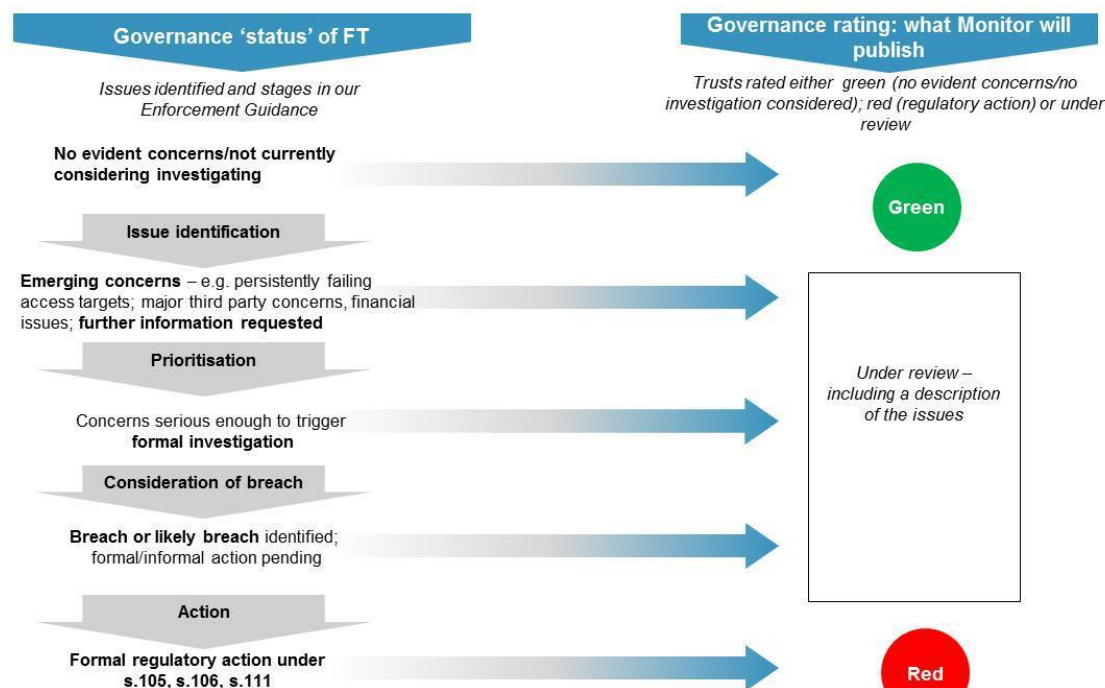 Governance ‘status’ of FT
Governance rating: what Monitor will
publish
Issues identified and stages in our
Enforcement Guidance
Trusts rated either green (no evident concerns/no
investigation considered); red (regulatory action) or under
review
No evident concerns/not currently
considering investigating
Green
Issue identification
Emerging concerns – e.g. persistently failing
access targets; major third party concerns, financial
issues; further information requested
Prioritisation
Under review –
including a description
of the issues
Concerns serious enough to trigger
formal investigation
Consideration of breach
Breach or likely breach identified;
formal/informal action pending
Action
Formal regulatory action under
s.105, s.106, s.111
Red